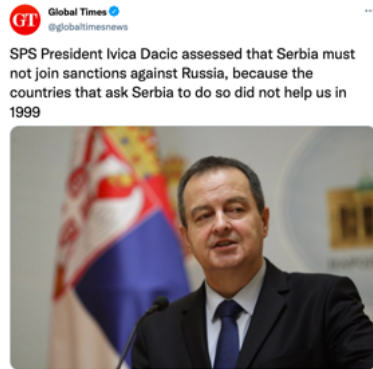 GT
Global Times
@globaltimesnews
SPS President Ivica Dacic assessed that Serbia must
not join sanctions against Russia, because the
countries that ask Serbia to do so did not help us in
1999